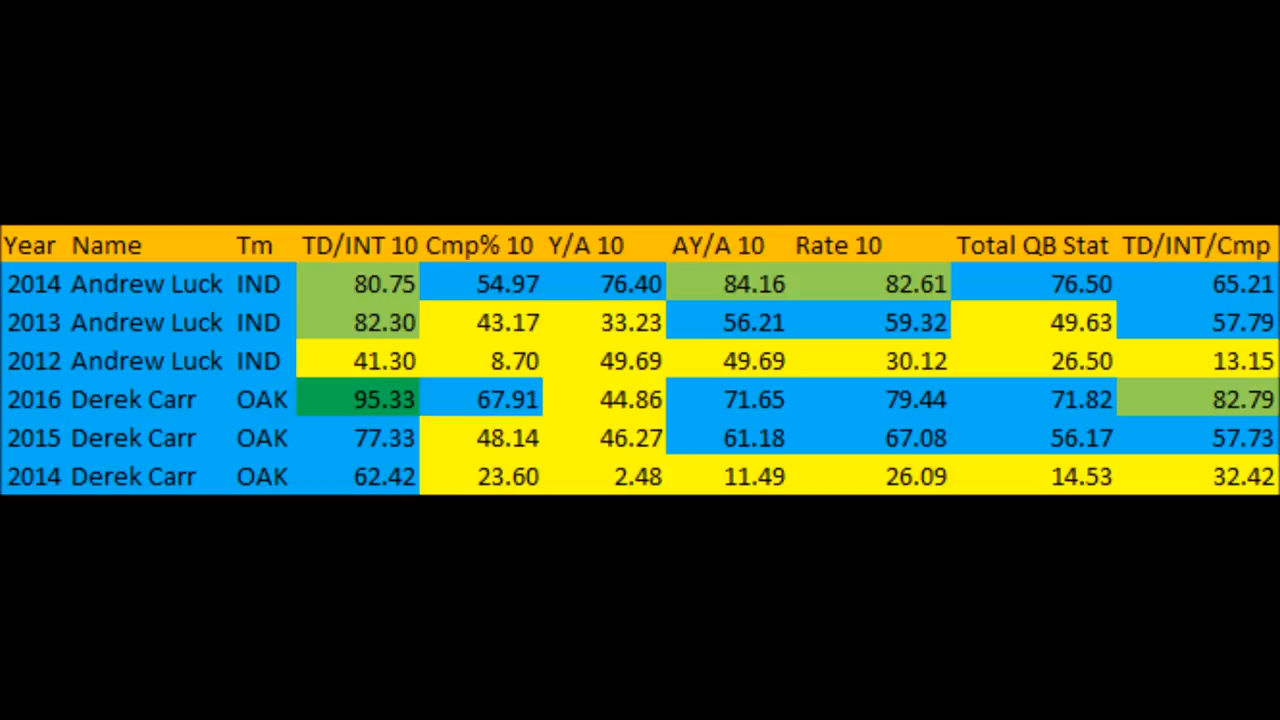 Year Name Tm TD/INT 10 Cmp% 10 Y/A 10 AY/A 10 Rate 10 Total QB Stat TD/INT/Cmp
2014 Andrew Luck IND 80.75 54.97 76.40 84.16 82.61 76.50 65.21
2013 Andrew Luck IND 82.30 43.17 33.23 56.21 59.32 49.63 57.79
2012 Andrew Luck IND 41.30 8.70 49.69 49.69 30.12 26.50 13.15
2016 Derek Carr OAK 95.33 67.91 44.86 71.65 79.44 71.82 82.79
2015 Derek Carr OAK 77.33 48.14 46.27 61.18 67.08 56.17 57.73
2014 Derek Carr OAK 62.42 23.60 2.48 11.49 26.09 14.53 32.42